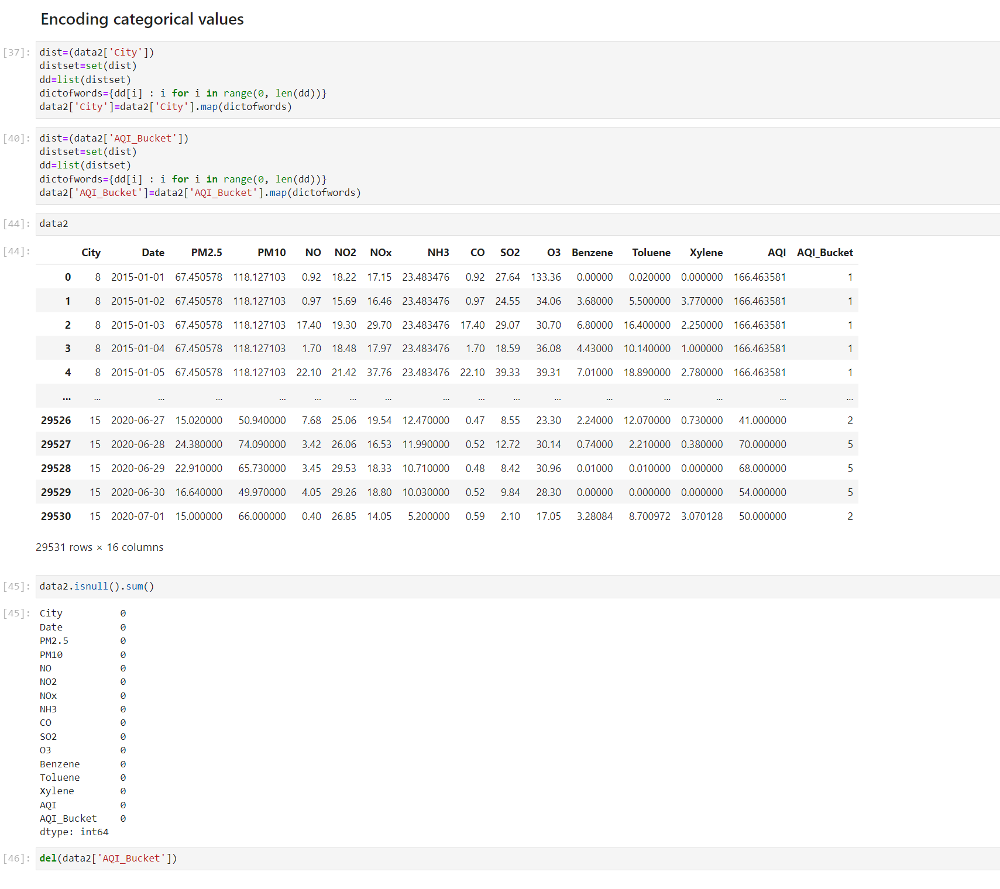 Encoding categorical values
[37]: dist=(data2['City'])
distset=set(dist)
dd=list(distset)
dictofwords={dd[i] : i for i in range(0, len(dd))}
data2['City']=data2['City'].map(dictofwords)
[40]: dist=(data2['AQI_Bucket'])
distset=set(dist)
dd=list(distset)
dictofwords={dd[i] : i for i in range(0, len(dd))}
data2['AQI_Bucket']=data2['AQI_Bucket'].map(dictofwords)
[44]: data2
[44]: City Date PM2.5 PM10 NO NO2 NOx NH3 CO SO2 O3 Benzene Toluene Xylene AQI AQI_Bucket
0 8 2015-01-01 67.450578 118.127103 0.92 18.22 17.15 23.483476 0.92 27.64 133.36 0.00000 0.020000 0.000000 166.463581 1
1 8 2015-01-02 67.450578 118.127103 0.97 15.69 16.46 23.483476 0.97 24.55 34.06 3.68000 5.500000 3.770000 166.463581 1
2 8 2015-01-03 67.450578 118.127103 17.40 19.30 29.70 23.483476 17.40 29.07 30.70 6.80000 16.400000 2.250000 166.463581 1
3 8 2015-01-04 67.450578 118.127103 1.70 18.48 17.97 23.483476 1.70 18.59 36.08 4.43000 10.140000 1.000000 166.463581 1
4 8 2015-01-05 67.450578 118.127103 22.10 21.42 37.76 23.483476 22.10 39.33 39.31 7.01000 18.890000 2.780000 166.463581 1
... ... ... ... ... ... ... ... ... ... ... ... ... ... ... ... ...
29526 15 2020-06-27 15.020000 50.940000 7.68 25.06 19.54 12.470000 0.47 8.55 23.30 2.24000 12.070000 0.730000 41.000000 2
29527 15 2020-06-28 24.380000 74.090000 3.42 26.06 16.53 11.990000 0.52 12.72 30.14 0.74000 2.210000 0.380000 70.000000 5
29528 15 2020-06-29 22.910000 65.730000 3.45 29.53 18.33 10.710000 0.48 8.42 30.96 0.01000 0.010000 0.000000 68.000000 5
29529 15 2020-06-30 16.640000 49.970000 4.05 29.26 18.80 10.030000 0.52 9.84 28.30 0.00000 0.000000 0.000000 54.000000 5
29530 15 2020-07-01 15.000000 66.000000 0.40 26.85 14.05 5.200000 0.59 2.10 17.05 3.28084 8.700972 3.070128 50.000000 2
29531 rows × 16 columns
[45]: data2.isnull().sum()
[45]: City 0
Date 0
PM2.5 0
PM10 0
NO 0
NO2 0
NOx 0
NH3 0
CO 0
SO2 0
O3 0
Benzene 0
Toluene 0
Xylene 0
AQI 0
AQI_Bucket 0
dtype: int64
[46]: del(data2['AQI_Bucket'])